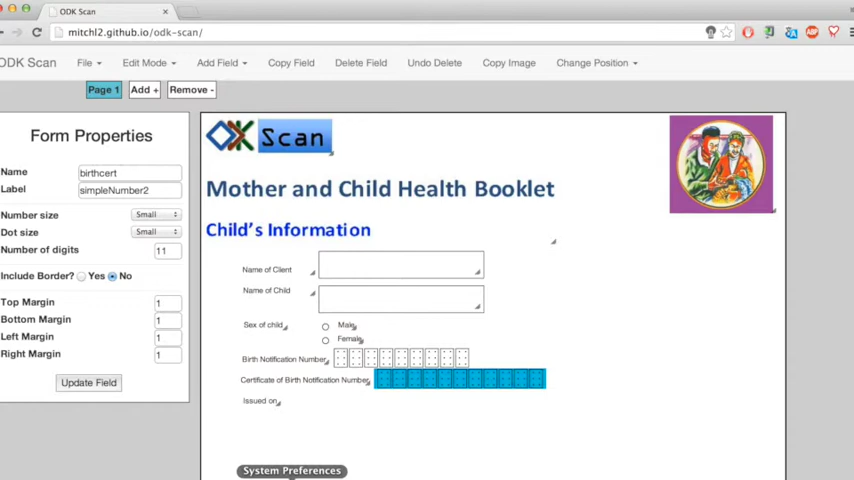 ODK Scan
mitchl2.github.io/odk-scan/
ODK Scan File Edit Mode Add Field Copy Field Delete Field Undo Delete Copy Image Change Position
Page 1 Add + Remove -
Form Properties
Name birthcert
Label simpleNumber2
Number size Small
Dot size Small
Number of digits 11
Include Border? Yes No
Top Margin 1
Bottom Margin 1
Left Margin 1
Right Margin 1
Update Field
Scan
Mother and Child Health Booklet
Child's Information
Name of Client
Name of Child
Sex of child
Male
Female
Birth Notification Number
Certificate of Birth Notification Number
Issued on
System Preferences
ABP